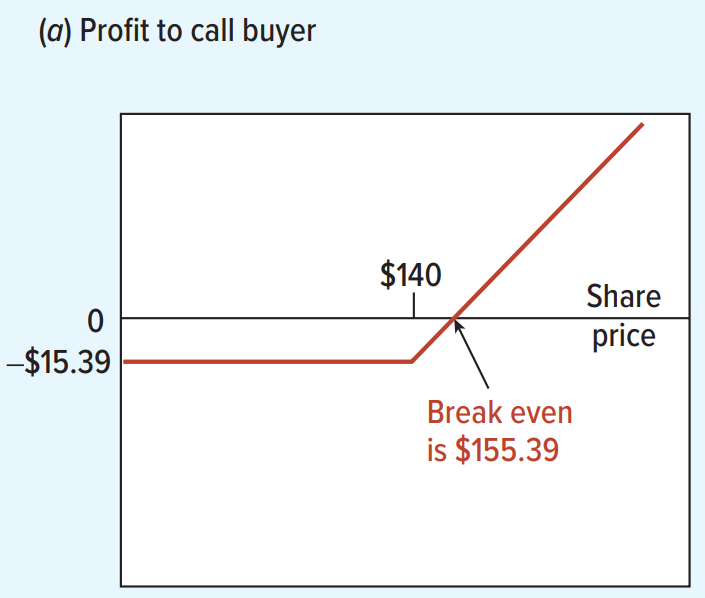 (a) Profit to call buyer
$140
Share
price
0
–$15.39
Break even
is $155.39